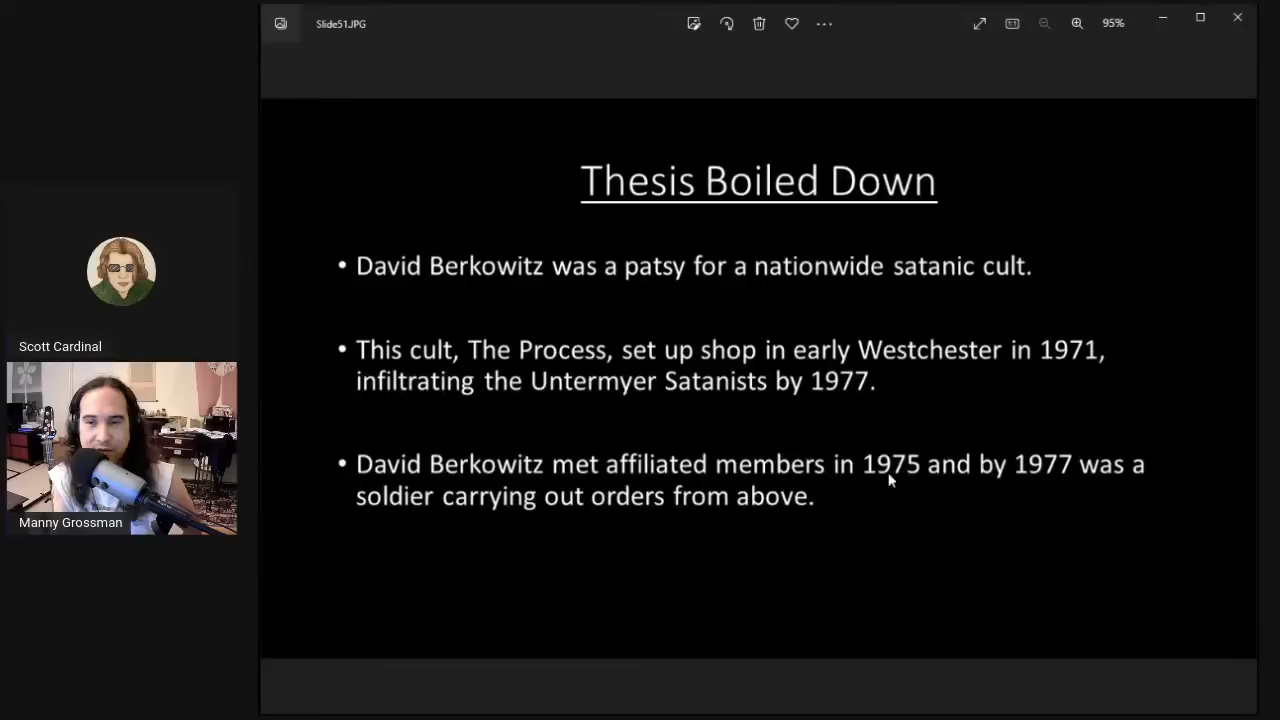 Slide51.JPG
95%
Thesis Boiled Down
• David Berkowitz was a patsy for a nationwide satanic cult.
• This cult, The Process, set up shop in early Westchester in 1971,
infiltrating the Untermyer Satanists by 1977.
• David Berkowitz met affiliated members in 1975 and by 1977 was a
soldier carrying out orders from above.
Scott Cardinal
Manny Grossman